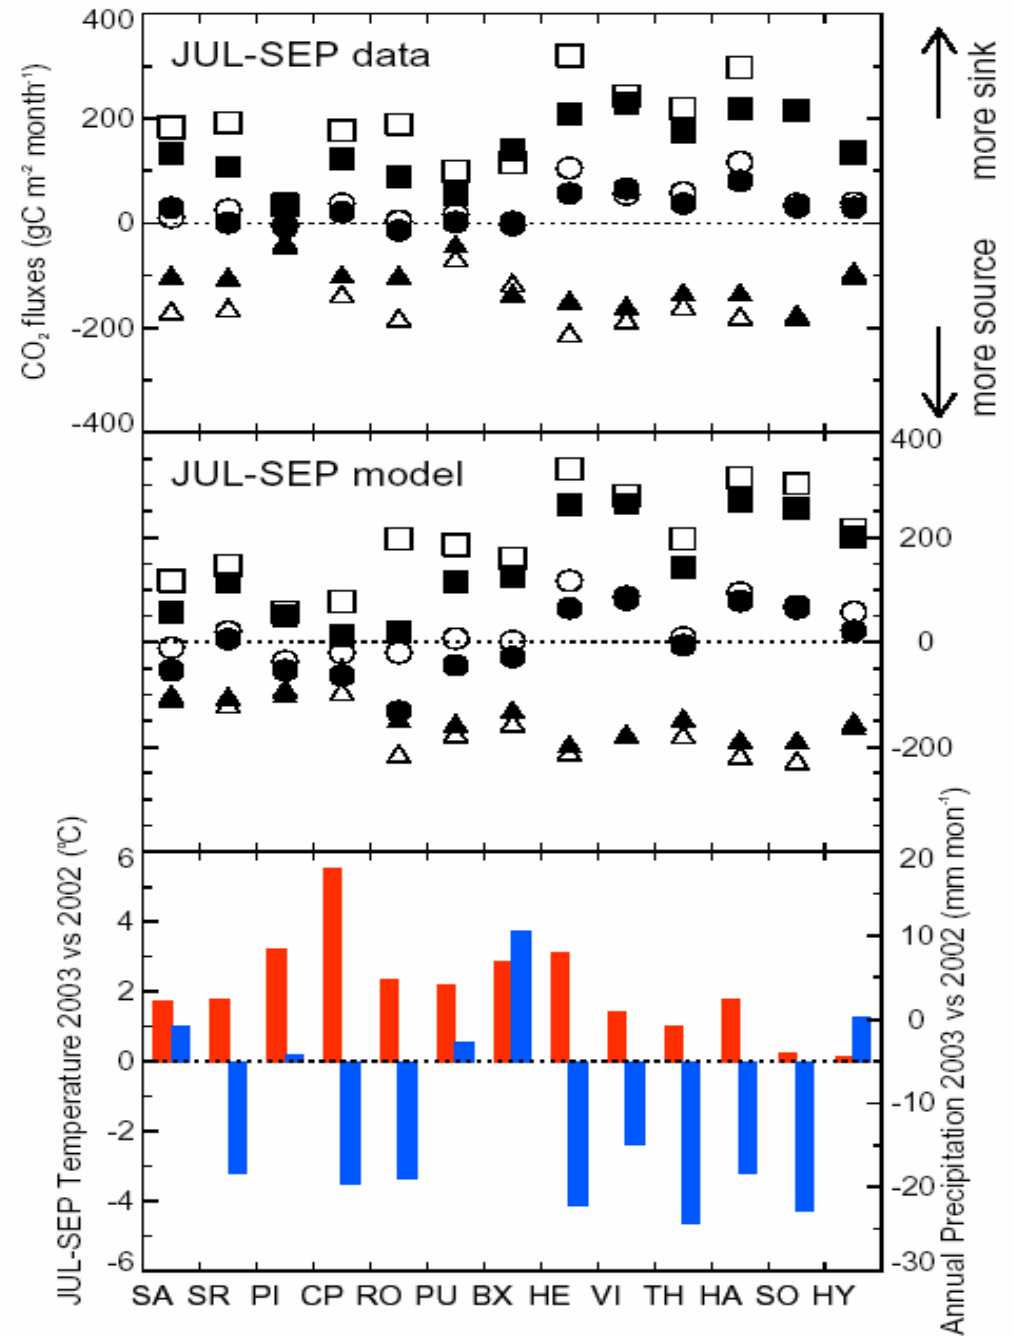 400
JUL-SEP data
200
0
-200
-400
CO₂ fluxes (gC m⁻² month⁻¹)
more sink
more source
400
JUL-SEP model
200
0
-200
JUL-SEP Temperature 2003 vs 2002 (°C)
6
4
2
0
-2
-4
-6
20
10
0
-10
-20
-30
Annual Precipitation 2003 vs 2002 (mm mon⁻¹)
SA SR PI CP RO PU BX HE VI TH HA SO HY